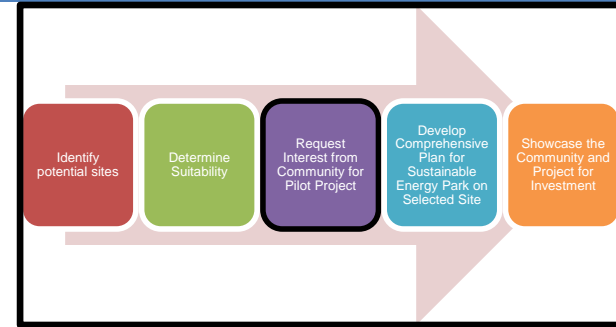 Identify
potential sites
Determine
Suitability
Request
Interest from
Community for
Pilot Project
Develop
Comprehensive
Plan for
Sustainable
Energy Park on
Selected Site
Showcase the
Community and
Project for
Investment